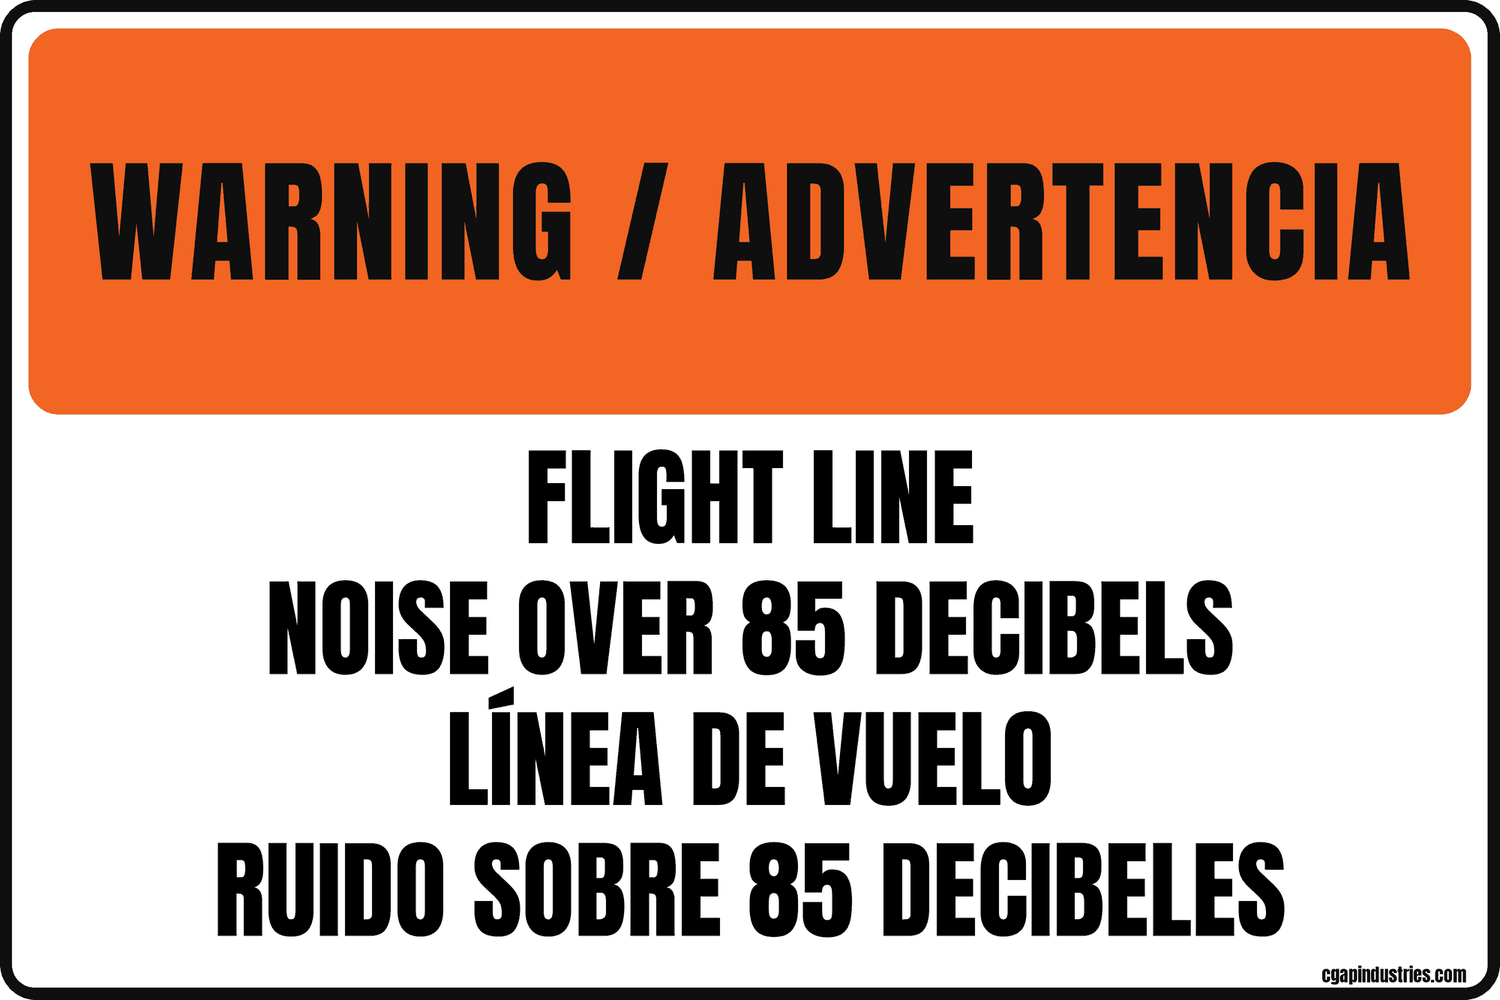 WARNING / ADVERTENCIA
FLIGHT LINE
NOISE OVER 85 DECIBELS
LÍNEA DE VUELO
RUIDO SOBRE 85 DECIBELES
cgapindustries.com